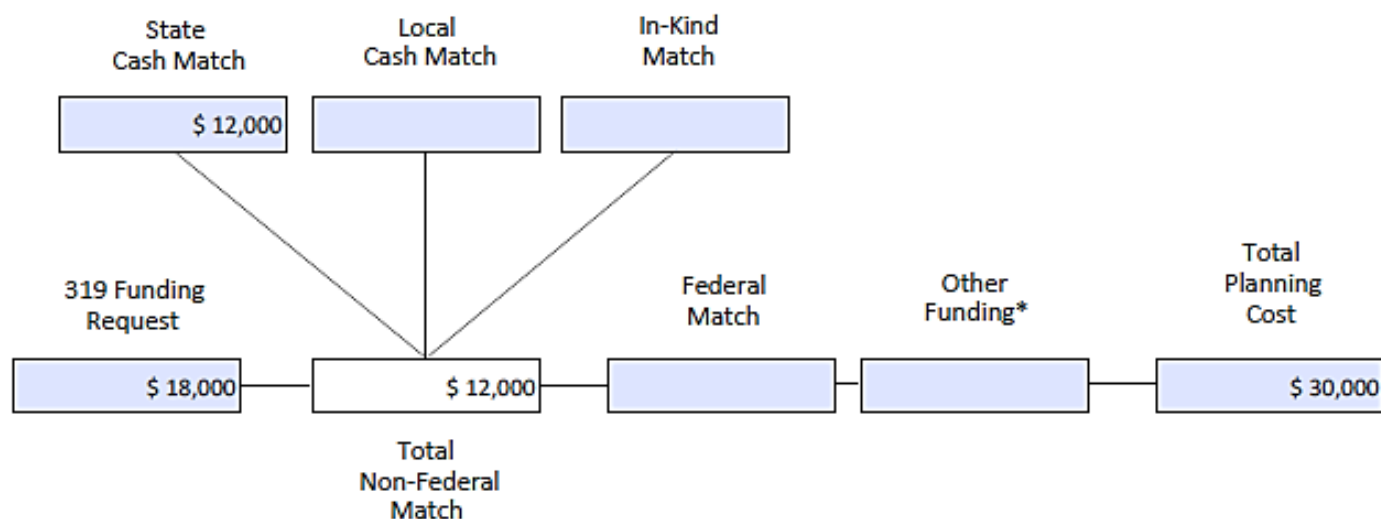 State
Cash Match
Local
Cash Match
In-Kind
Match
$ 12,000
319 Funding
Request
Federal
Match
Other
Funding*
Total
Planning
Cost
$ 18,000
$ 12,000
$ 30,000
Total
Non-Federal
Match